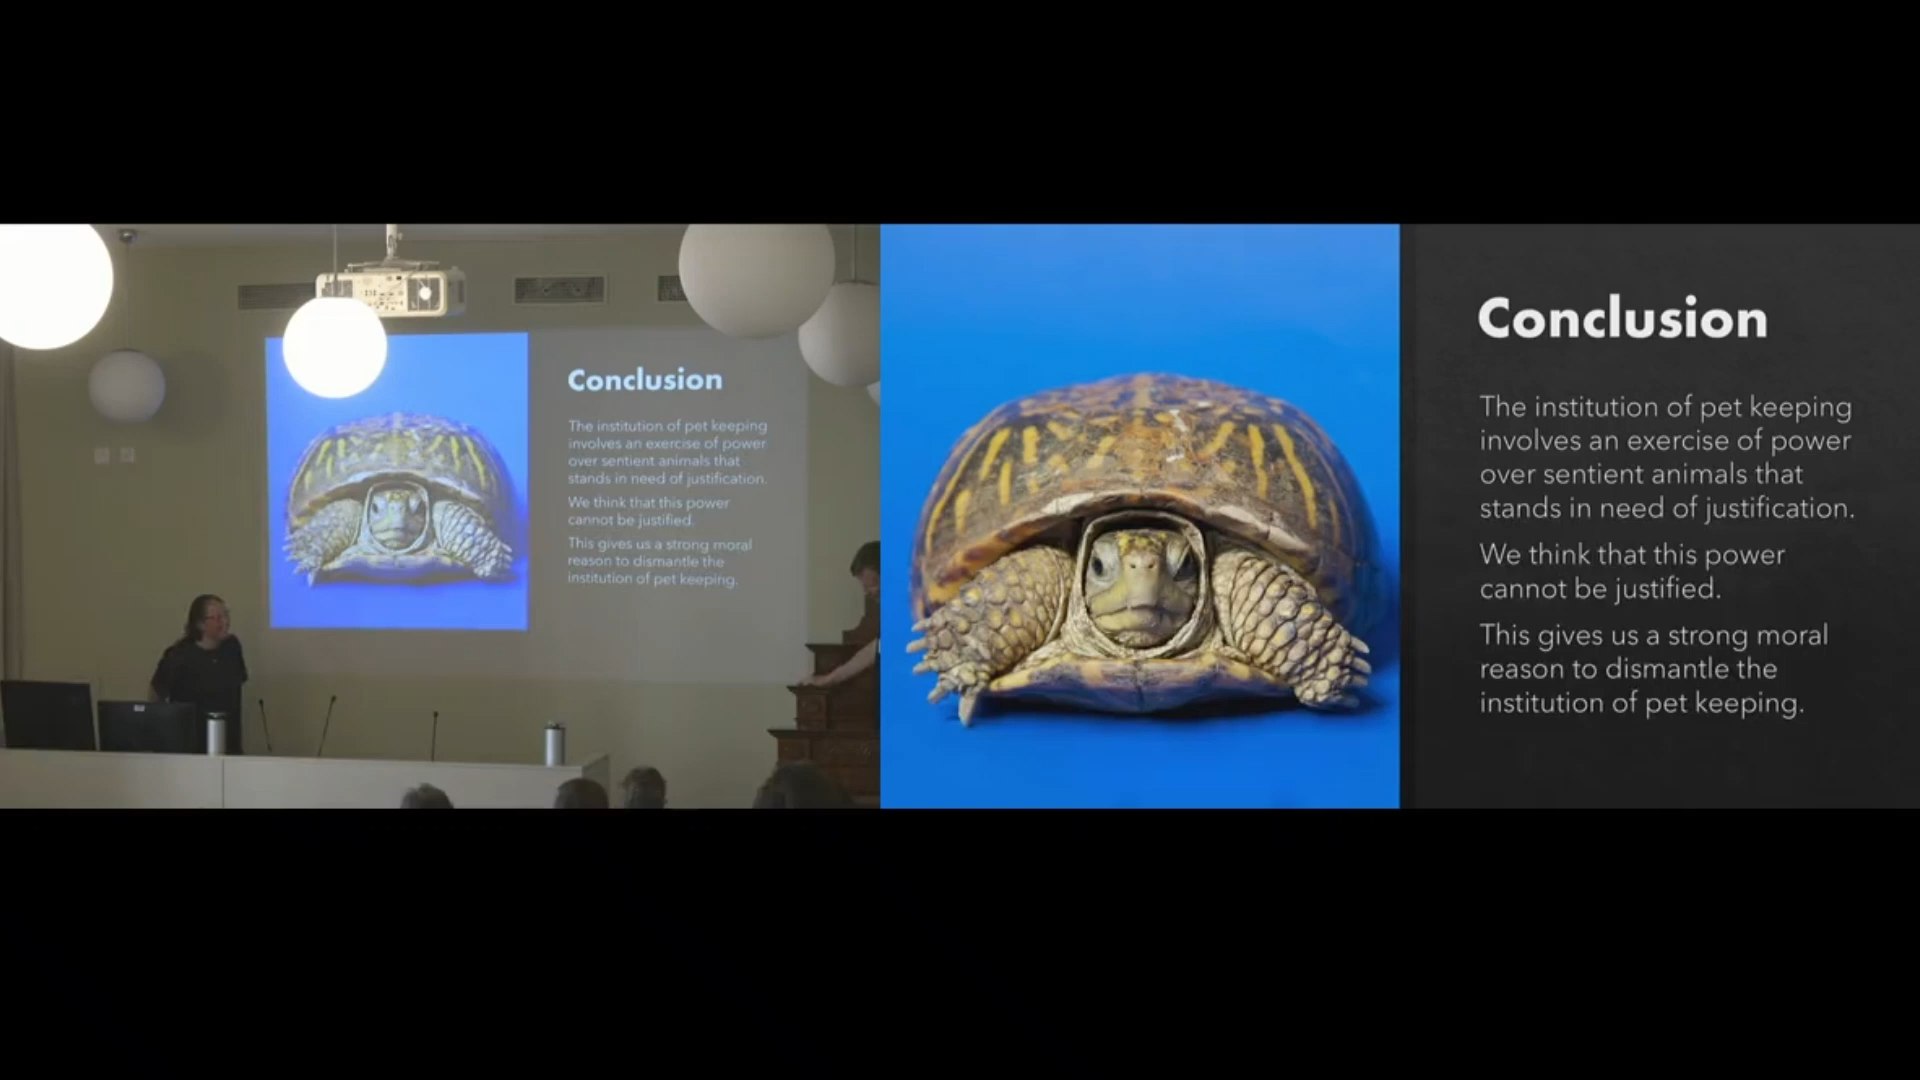 Conclusion
The institution of pet keeping
involves an exercise of power
over sentient animals that
stands in need of justification.
We think that this power
cannot be justified.
This gives us a strong moral
reason to dismantle the
institution of pet keeping.
Conclusion
The institution of pet keeping
involves an exercise of power
over sentient animals that
stands in need of justification.
We think that this power
cannot be justified.
This gives us a strong moral
reason to dismantle the
institution of pet keeping.